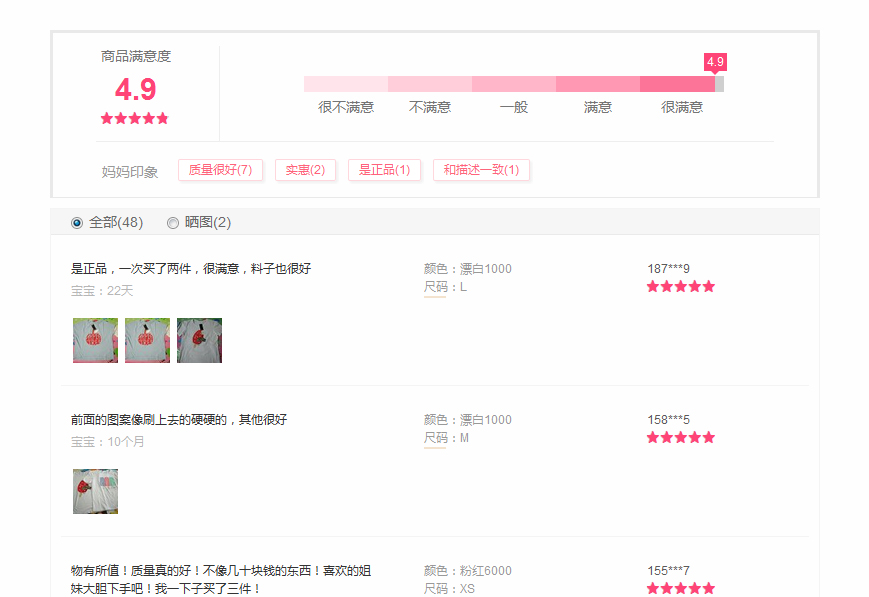 商品满意度
4.9
4.9
很不满意 不满意 一般 满意 很满意
妈妈印象 质量很好(7) 实惠(2) 是正品(1) 和描述一致(1)
全部(48) 晒图(2)
是正品，一次买了两件，很满意，料子也很好 颜色：漂白1000 187***9
宝宝：22天 尺码：L
前面的图案像刷上去的硬硬的，其他很好 颜色：漂白1000 158***5
宝宝：10个月 尺码：M
物有所值！质量真的好！不像几十块钱的东西！喜欢的姐 颜色：粉红6000 155***7
妹大胆下手吧！我一下子买了三件！ 尺码：XS